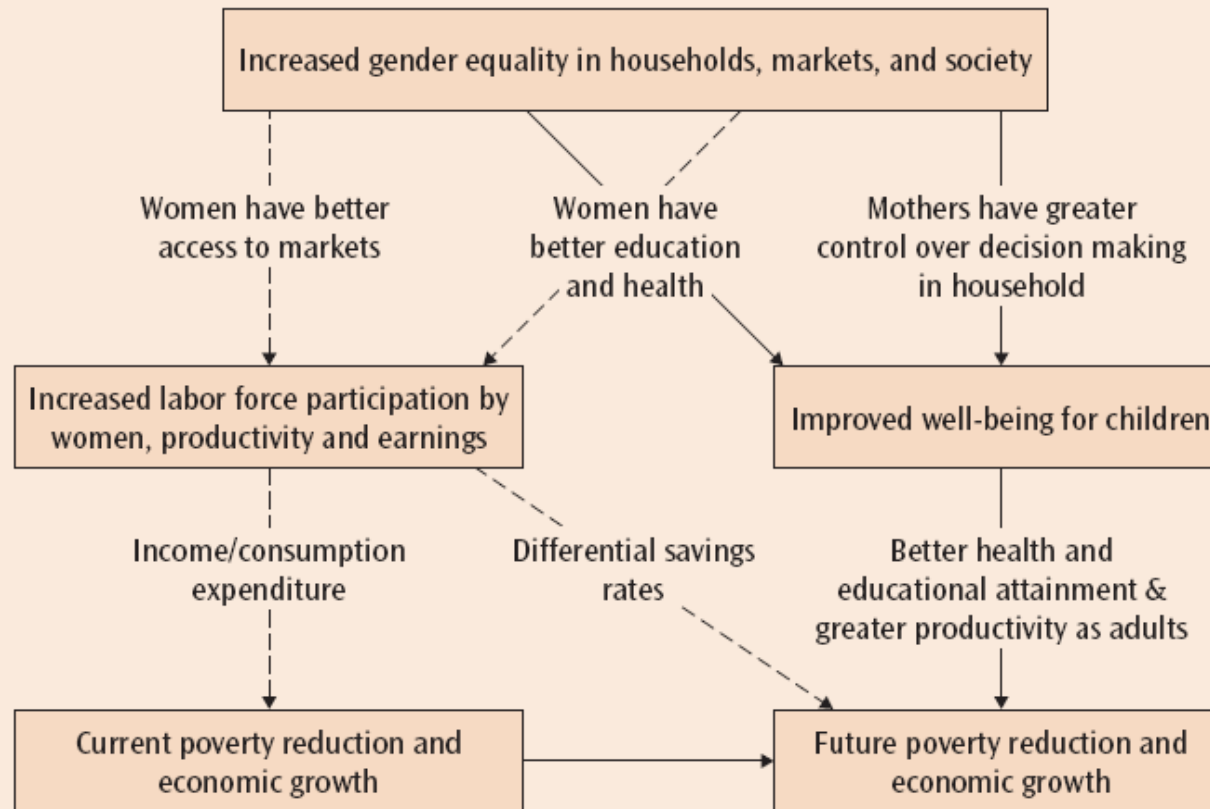 Increased gender equality in households, markets, and society
Women have better
access to markets
Women have
better education
and health
Mothers have greater
control over decision making
in household
Increased labor force participation by
women, productivity and earnings
Improved well-being for children
Income/consumption
expenditure
Differential savings
rates
Better health and
educational attainment &
greater productivity as adults
Current poverty reduction and
economic growth
Future poverty reduction and
economic growth